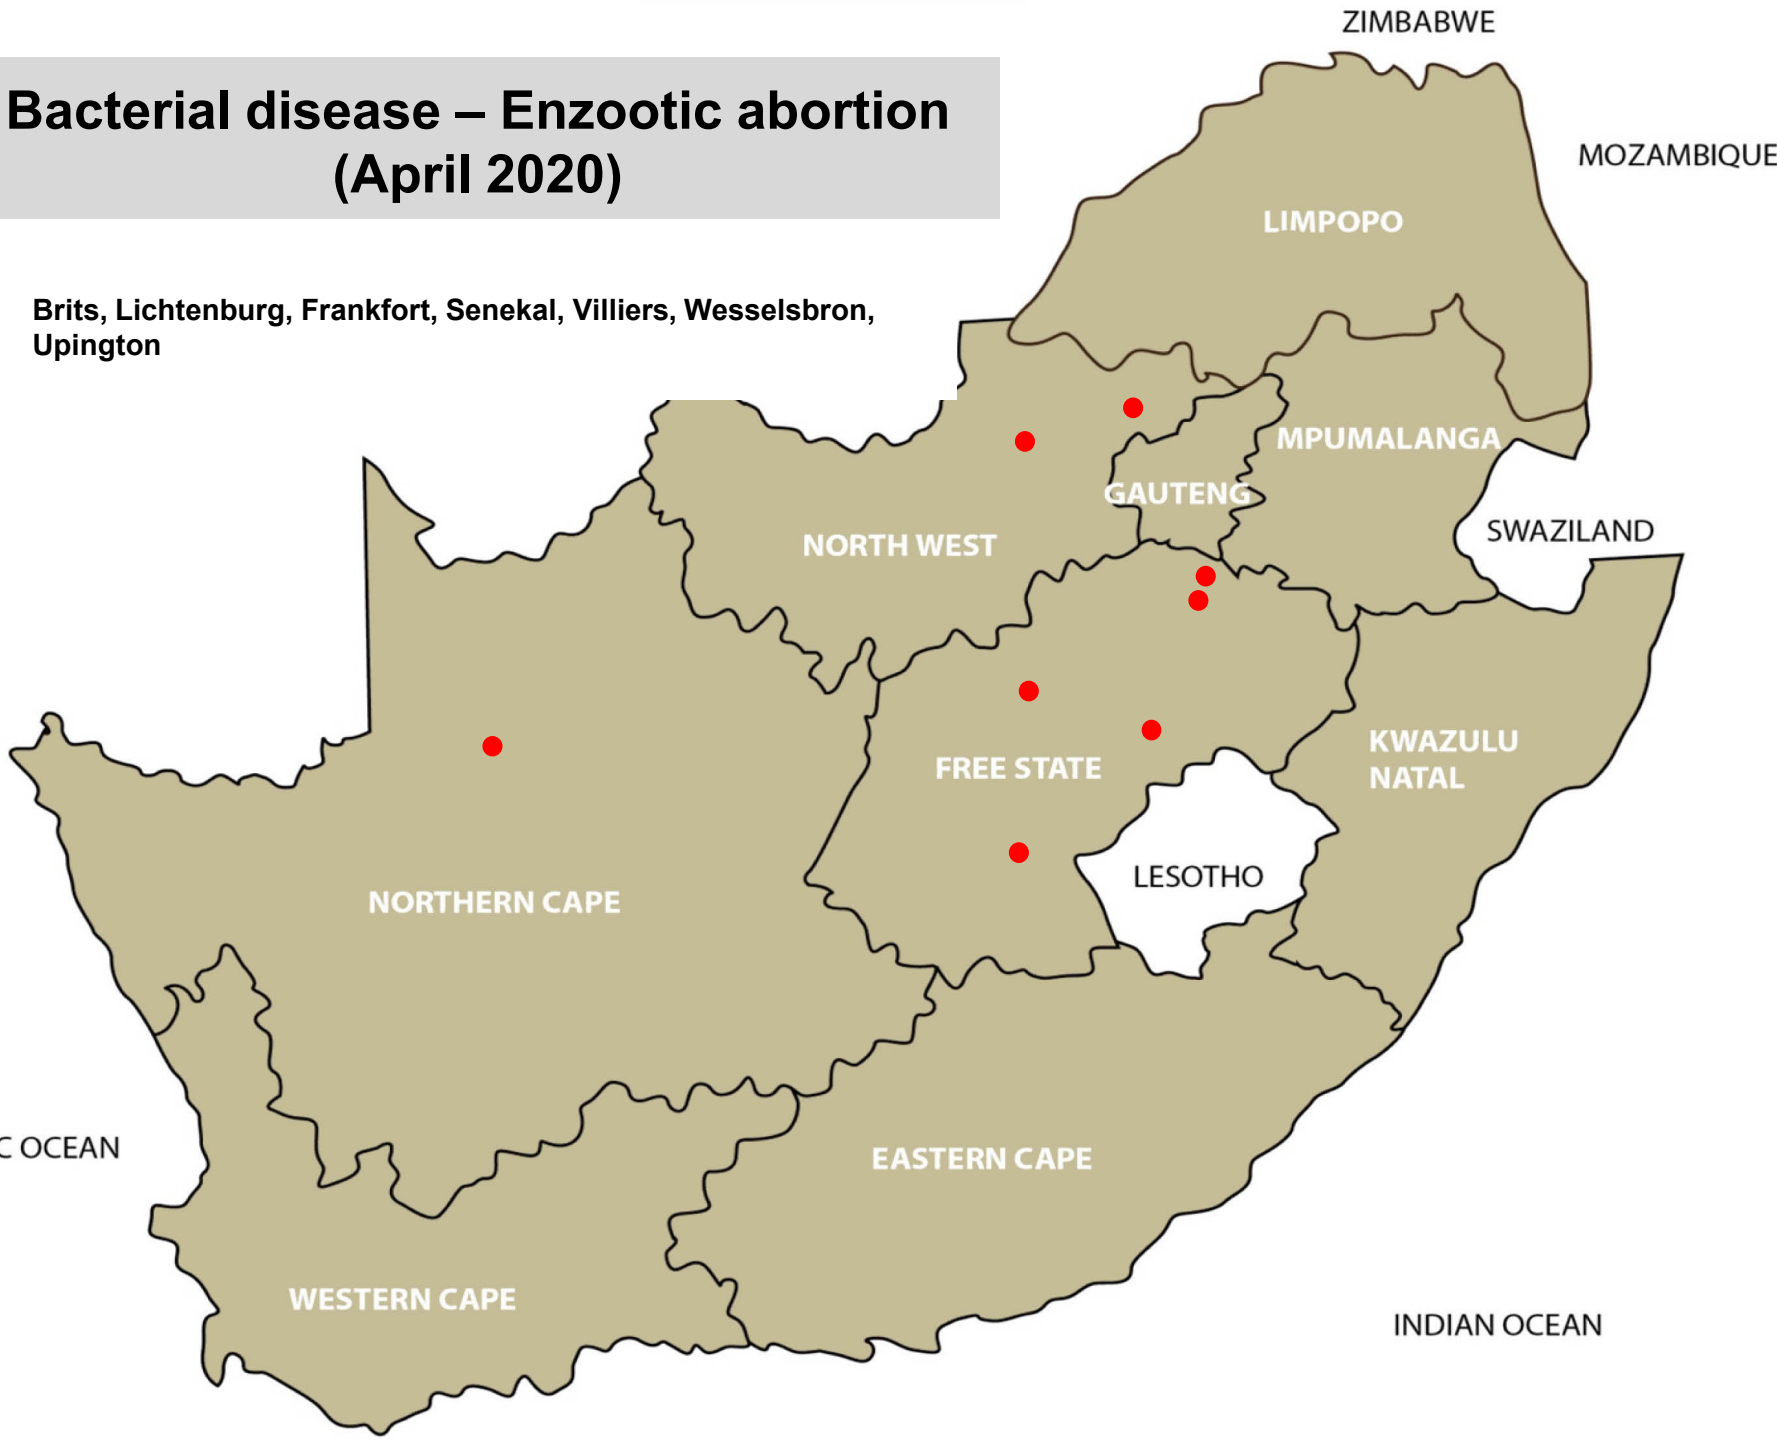 Bacterial disease – Enzootic abortion
(April 2020)
Brits, Lichtenburg, Frankfort, Senekal, Villiers, Wesselsbron,
Upington
ZIMBABWE
MOZAMBIQUE
LIMPOPO
MPUMALANGA
GAUTENG
SWAZILAND
NORTH WEST
KWAZULU
NATAL
FREE STATE
LESOTHO
NORTHERN CAPE
C OCEAN
EASTERN CAPE
WESTERN CAPE
INDIAN OCEAN